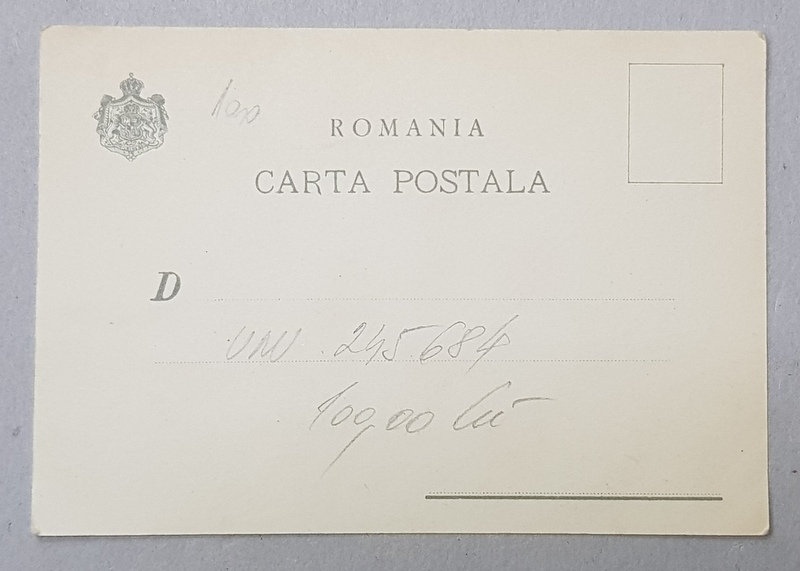 100
ROMANIA
CARTA POSTALA
D
245.684
100,00 lei